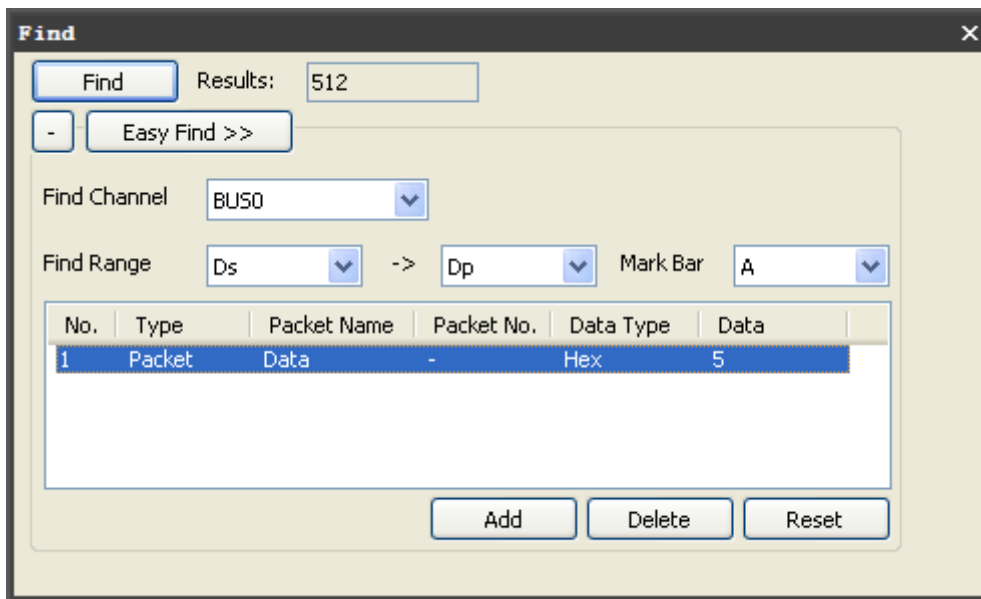 Find
Find Results: 512
- Easy Find >>
Find Channel BUS0
Find Range Ds -> Dp Mark Bar A
No. Type Packet Name Packet No. Data Type Data
1 Packet Data - Hex 5
Add Delete Reset